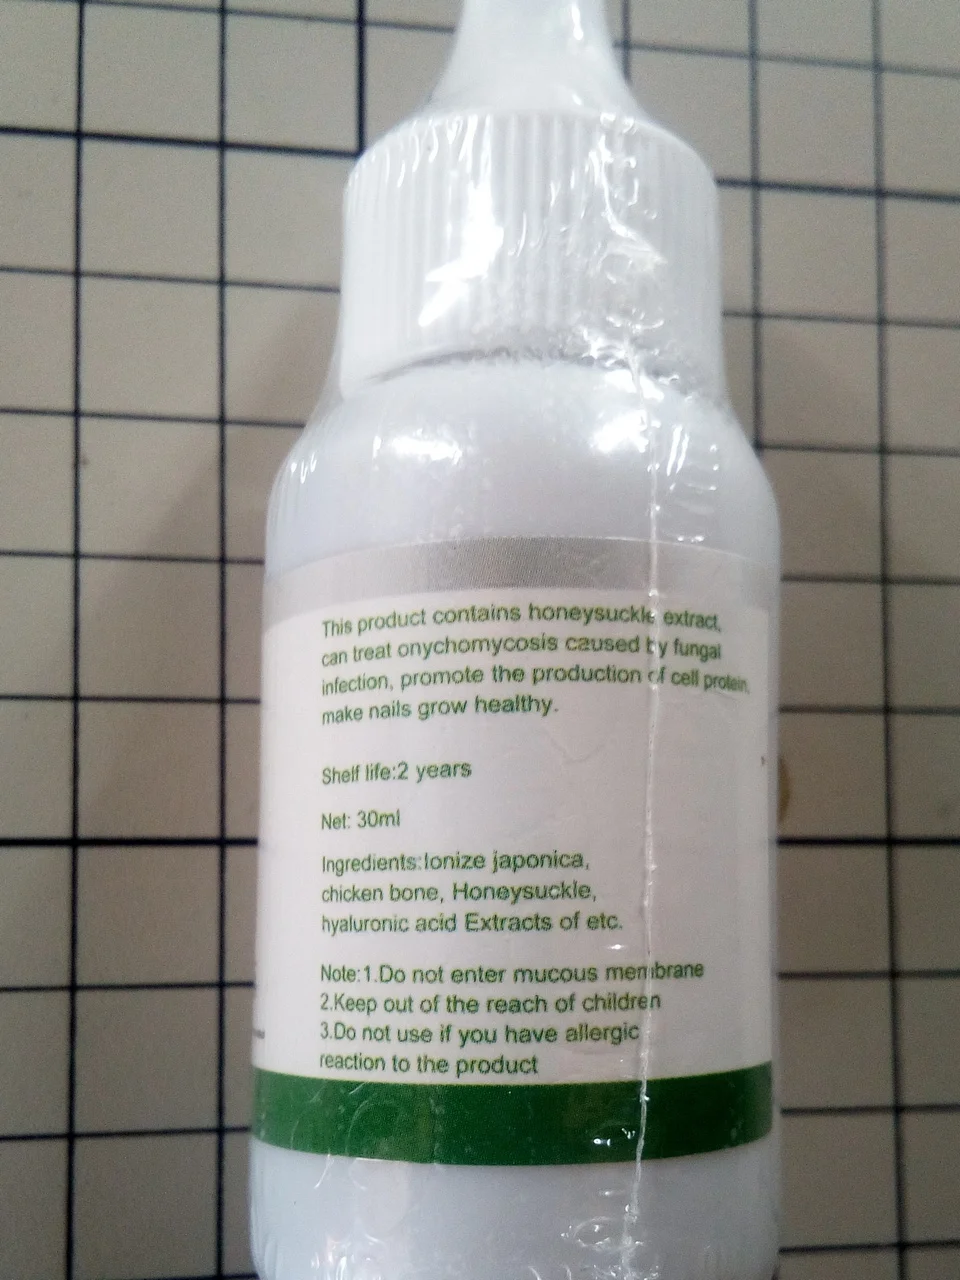 This product contains honeysuckle extract,
can treat onychomycosis caused by fungal
infection, promote the production of cell protein,
make nails grow healthy.
Shelf life:2 years
Net: 30ml
Ingredients:Ionize japonica,
chicken bone, Honeysuckle,
hyaluronic acid Extracts of etc.
Note:1.Do not enter mucous membrane
2.Keep out of the reach of children
3.Do not use if you have allergic
reaction to the product